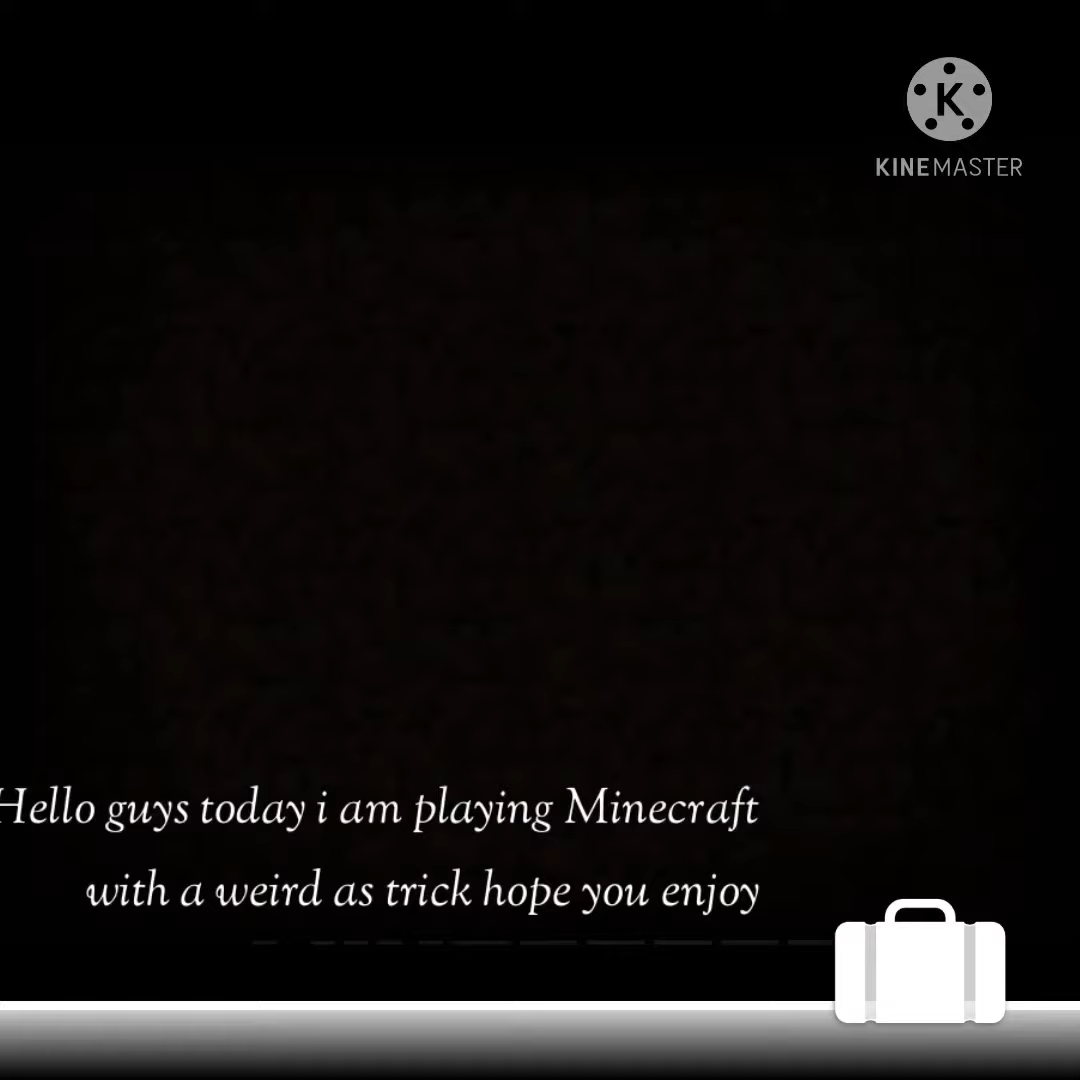 K
KINEMASTER
Hello guys today i am playing Minecraft
with a weird as trick hope you enjoy